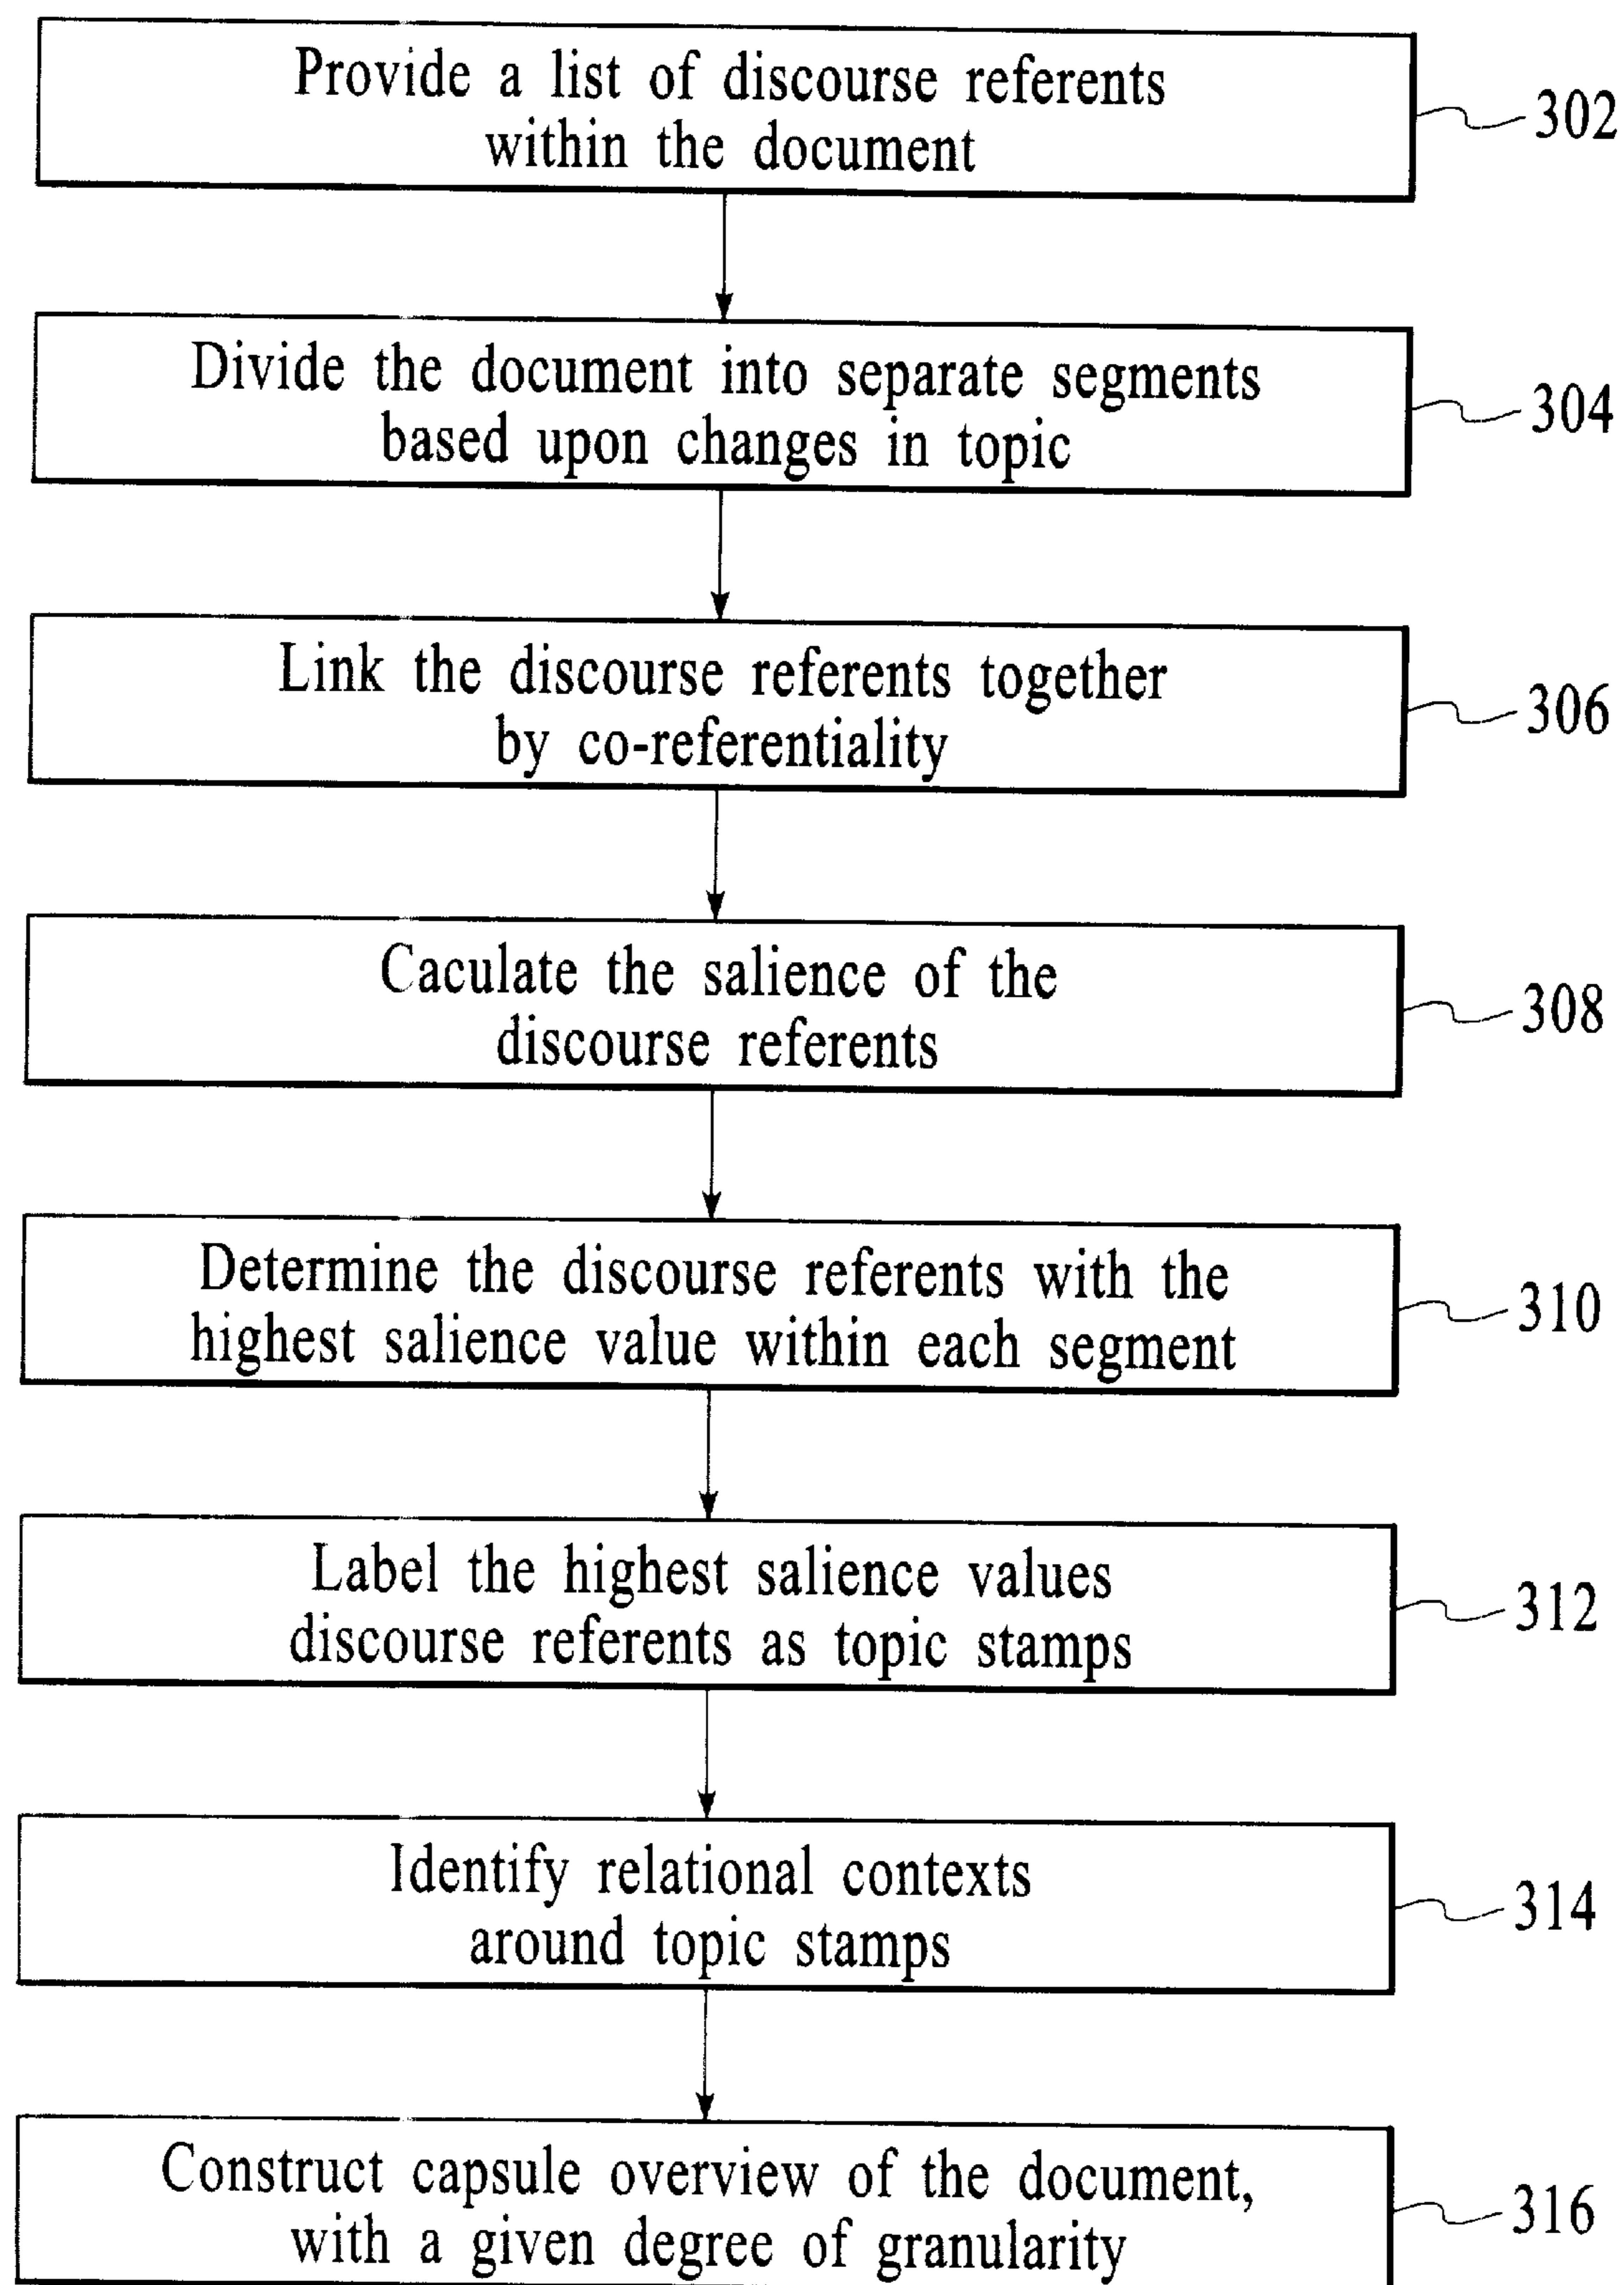 Provide a list of discourse referents
within the document
302
Divide the document into separate segments
based upon changes in topic
304
Link the discourse referents together
by co-referentiality
306
Caculate the salience of the
discourse referents
308
Determine the discourse referents with the
highest salience value within each segment
310
Label the highest salience values
discourse referents as topic stamps
312
Identify relational contexts
around topic stamps
314
Construct capsule overview of the document,
with a given degree of granularity
316